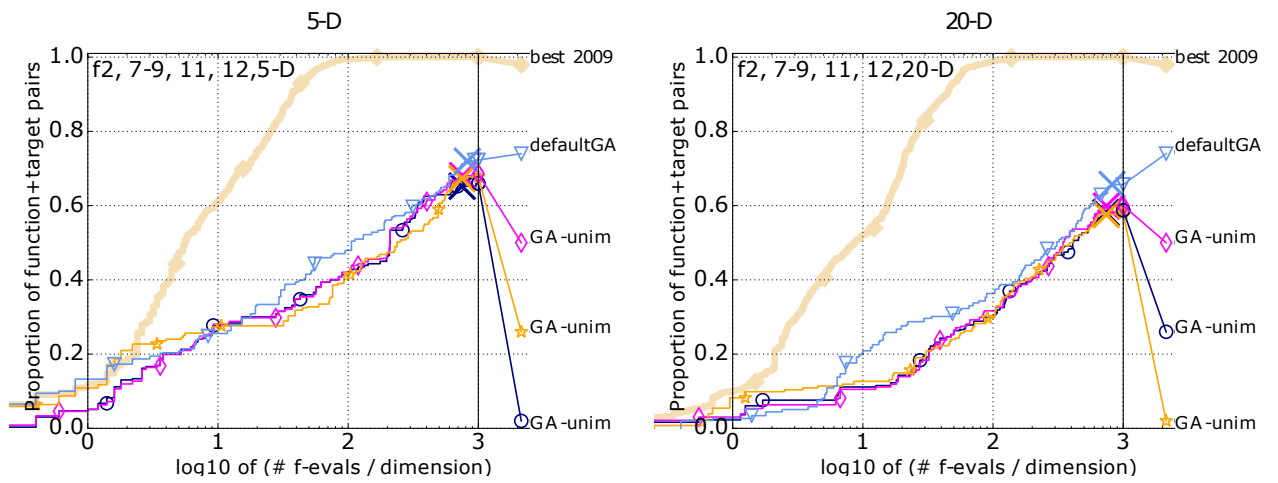 5-D
Proportion of function+target pairs
1.0
0.8
0.6
0.4
0.2
0.0
f2, 7-9, 11, 12,5-D
best 2009
defaultGA
GA-unim
GA-unim
GA-unim
0 1 2 3
log10 of (# f-evals / dimension)
20-D
Proportion of function+target pairs
1.0
0.8
0.6
0.4
0.2
0.0
f2, 7-9, 11, 12,20-D
best 2009
defaultGA
GA-unim
GA-unim
GA-unim
0 1 2 3
log10 of (# f-evals / dimension)